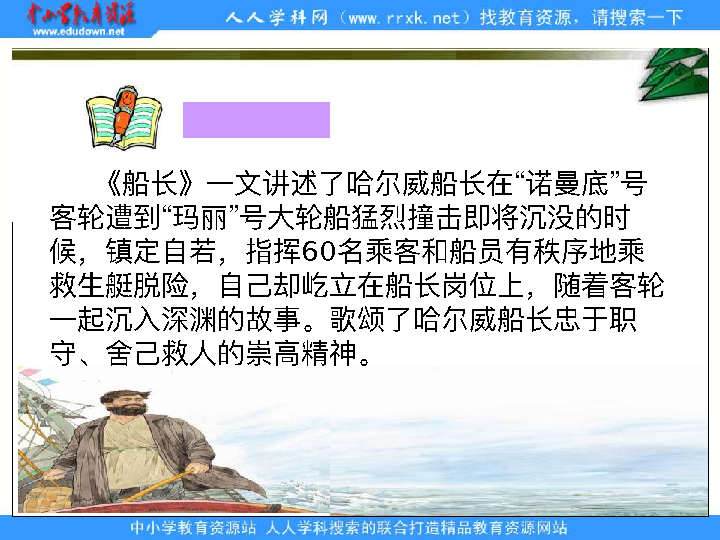 中小学教育资源
www.edudown.net
人人学科网（www.rrxk.net）找教育资源，请搜索一下
《船长》一文讲述了哈尔威船长在“诺曼底”号
客轮遭到“玛丽”号大轮船猛烈撞击即将沉没的时
候，镇定自若，指挥60名乘客和船员有秩序地乘
救生艇脱险，自己却屹立在船长岗位上，随着客轮
一起沉入深渊的故事。歌颂了哈尔威船长忠于职
守、舍己救人的崇高精神。
中小学教育资源站 人人学科搜索的联合打造精品教育资源网站